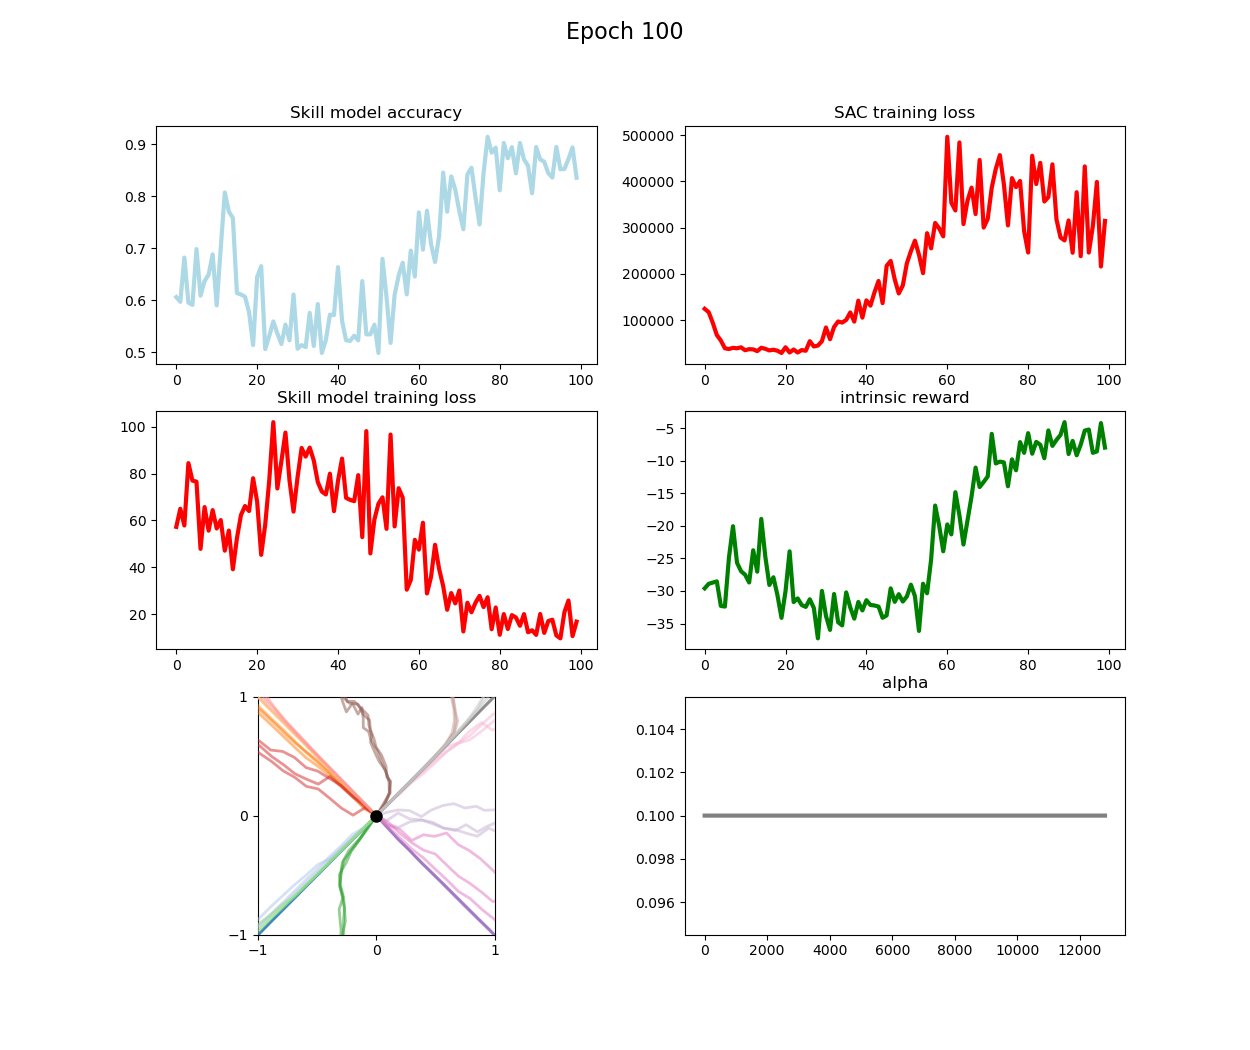 Epoch 100
Skill model accuracy
0.9
0.8
0.7
0.6
0.5
0 20 40 60 80 100
SAC training loss
500000
400000
300000
200000
100000
0 20 40 60 80 100
Skill model training loss
100
80
60
40
20
0 20 40 60 80 100
intrinsic reward
−5
−10
−15
−20
−25
−30
−35
0 20 40 60 80 100
1
0
−1
−1 0 1
alpha
0.104
0.102
0.100
0.098
0.096
0 2000 4000 6000 8000 10000 12000